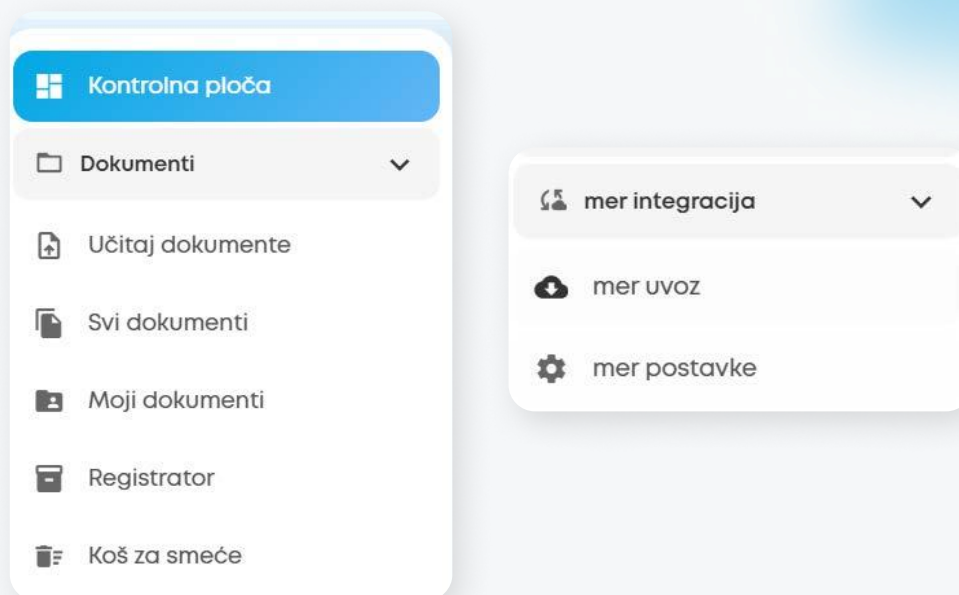 Kontrolna ploča
Dokumenti
Učitaj dokumente
Svi dokumenti
Moji dokumenti
Registrator
Koš za smeće
mer integracija
mer uvoz
mer postavke